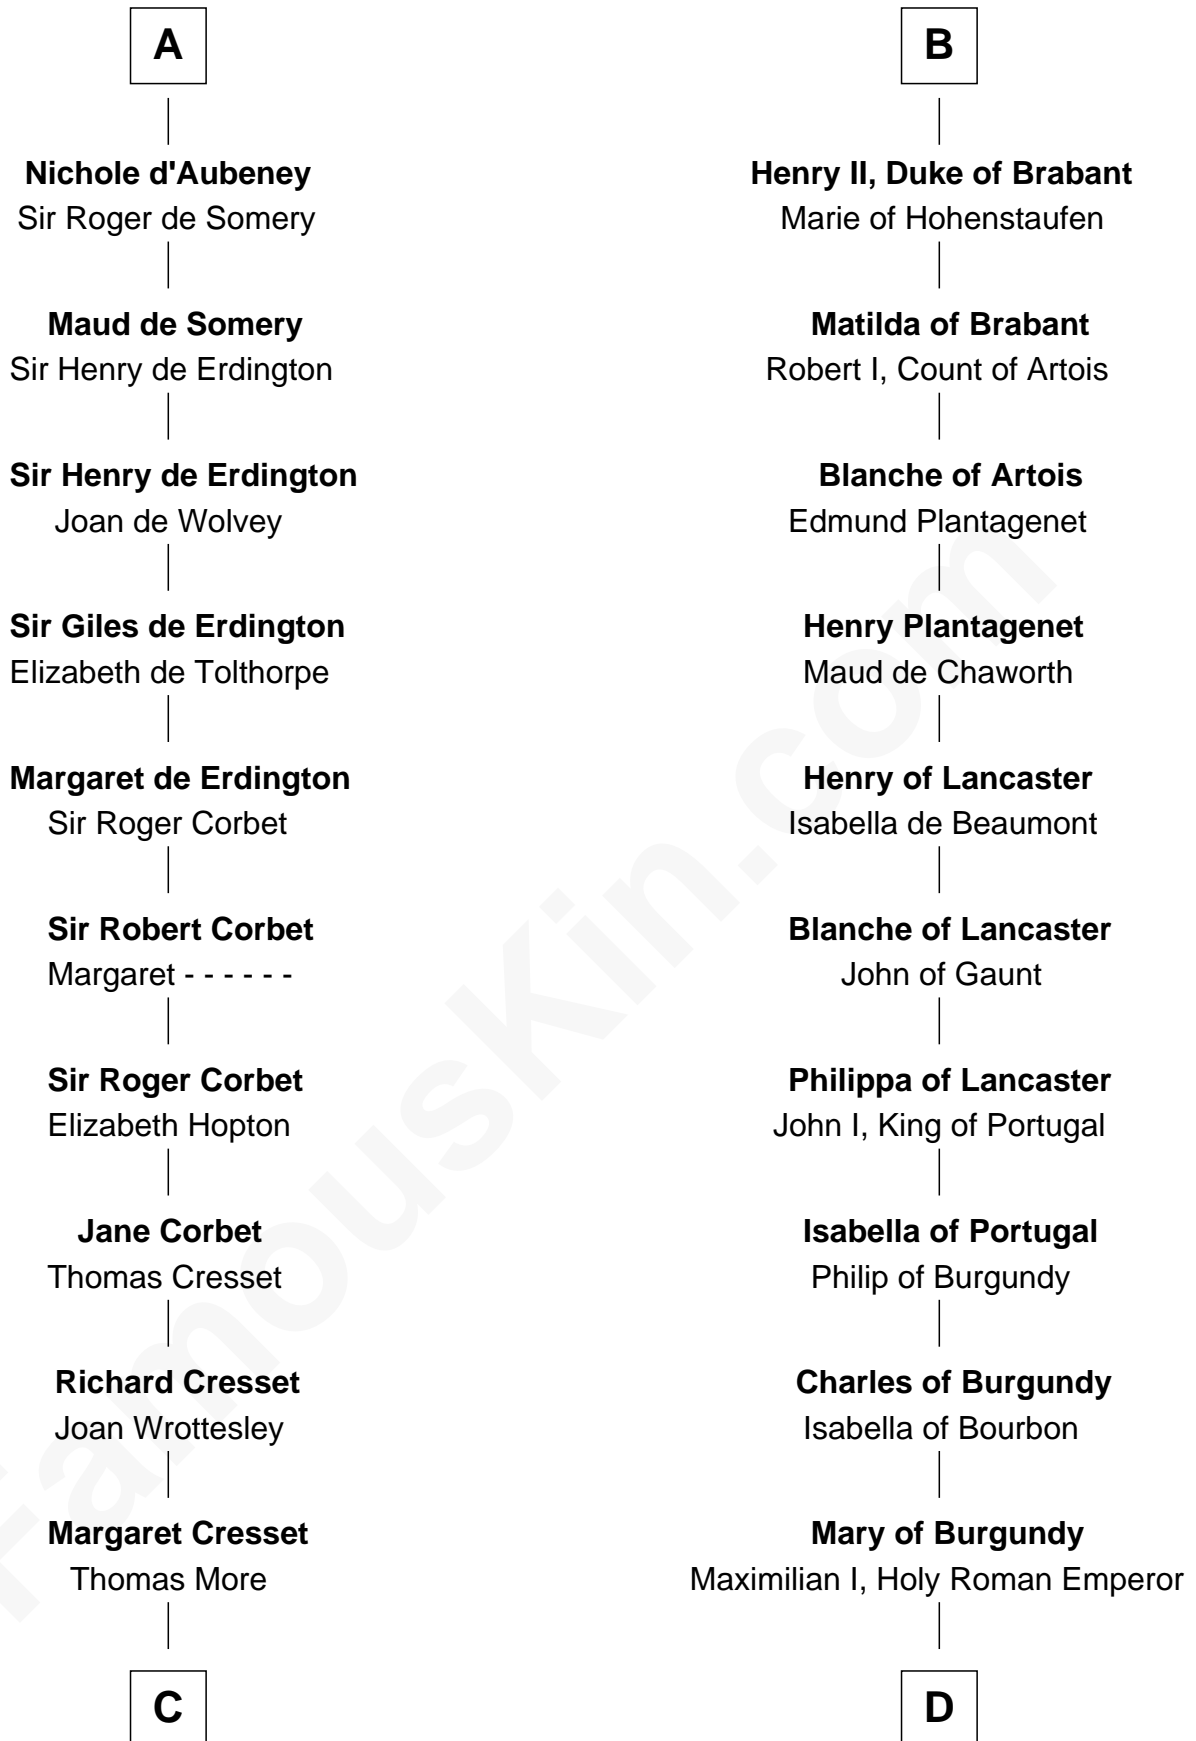 A
Nichole d'Aubeney
Sir Roger de Somery
Maud de Somery
Sir Henry de Erdington
Sir Henry de Erdington
Joan de Wolvey
Sir Giles de Erdington
Elizabeth de Tolthorpe
Margaret de Erdington
Sir Roger Corbet
Sir Robert Corbet
Margaret - - - - - -
Sir Roger Corbet
Elizabeth Hopton
Jane Corbet
Thomas Cresset
Richard Cresset
Joan Wrottesley
Margaret Cresset
Thomas More
C
B
Henry II, Duke of Brabant
Marie of Hohenstaufen
Matilda of Brabant
Robert I, Count of Artois
Blanche of Artois
Edmund Plantagenet
Henry Plantagenet
Maud de Chaworth
Henry of Lancaster
Isabella de Beaumont
Blanche of Lancaster
John of Gaunt
Philippa of Lancaster
John I, King of Portugal
Isabella of Portugal
Philip of Burgundy
Charles of Burgundy
Isabella of Bourbon
Mary of Burgundy
Maximilian I, Holy Roman Emperor
D
FamousKin.com